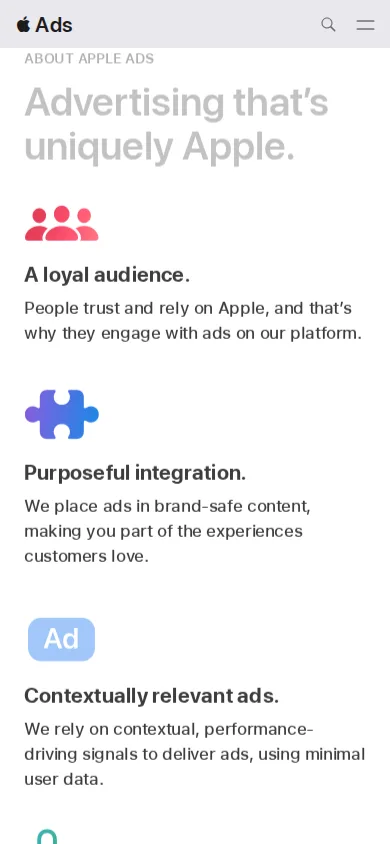 Ads
ABOUT APPLE ADS
Advertising that’s
uniquely Apple.
A loyal audience.
People trust and rely on Apple, and that’s
why they engage with ads on our platform.
Purposeful integration.
We place ads in brand-safe content,
making you part of the experiences
customers love.
Ad
Contextually relevant ads.
We rely on contextual, performance-
driving signals to deliver ads, using minimal
user data.